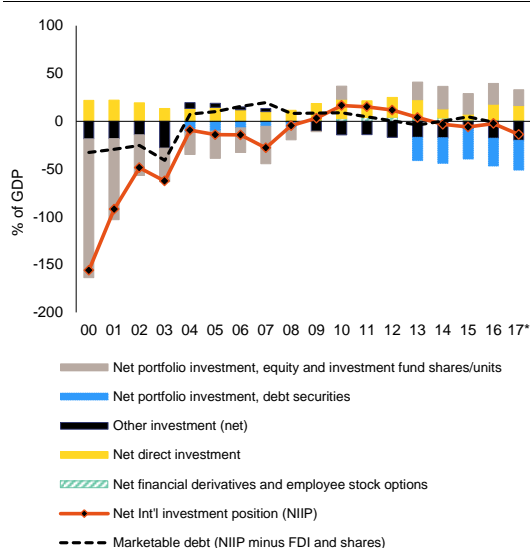 100
50
0
-50
-100
-150
-200
% of GDP
00 01 02 03 04 05 06 07 08 09 10 11 12 13 14 15 16 17*
Net portfolio investment, equity and investment fund shares/units
Net portfolio investment, debt securities
Other investment (net)
Net direct investment
Net financial derivatives and employee stock options
Net Int'l investment position (NIIP)
Marketable debt (NIIP minus FDI and shares)